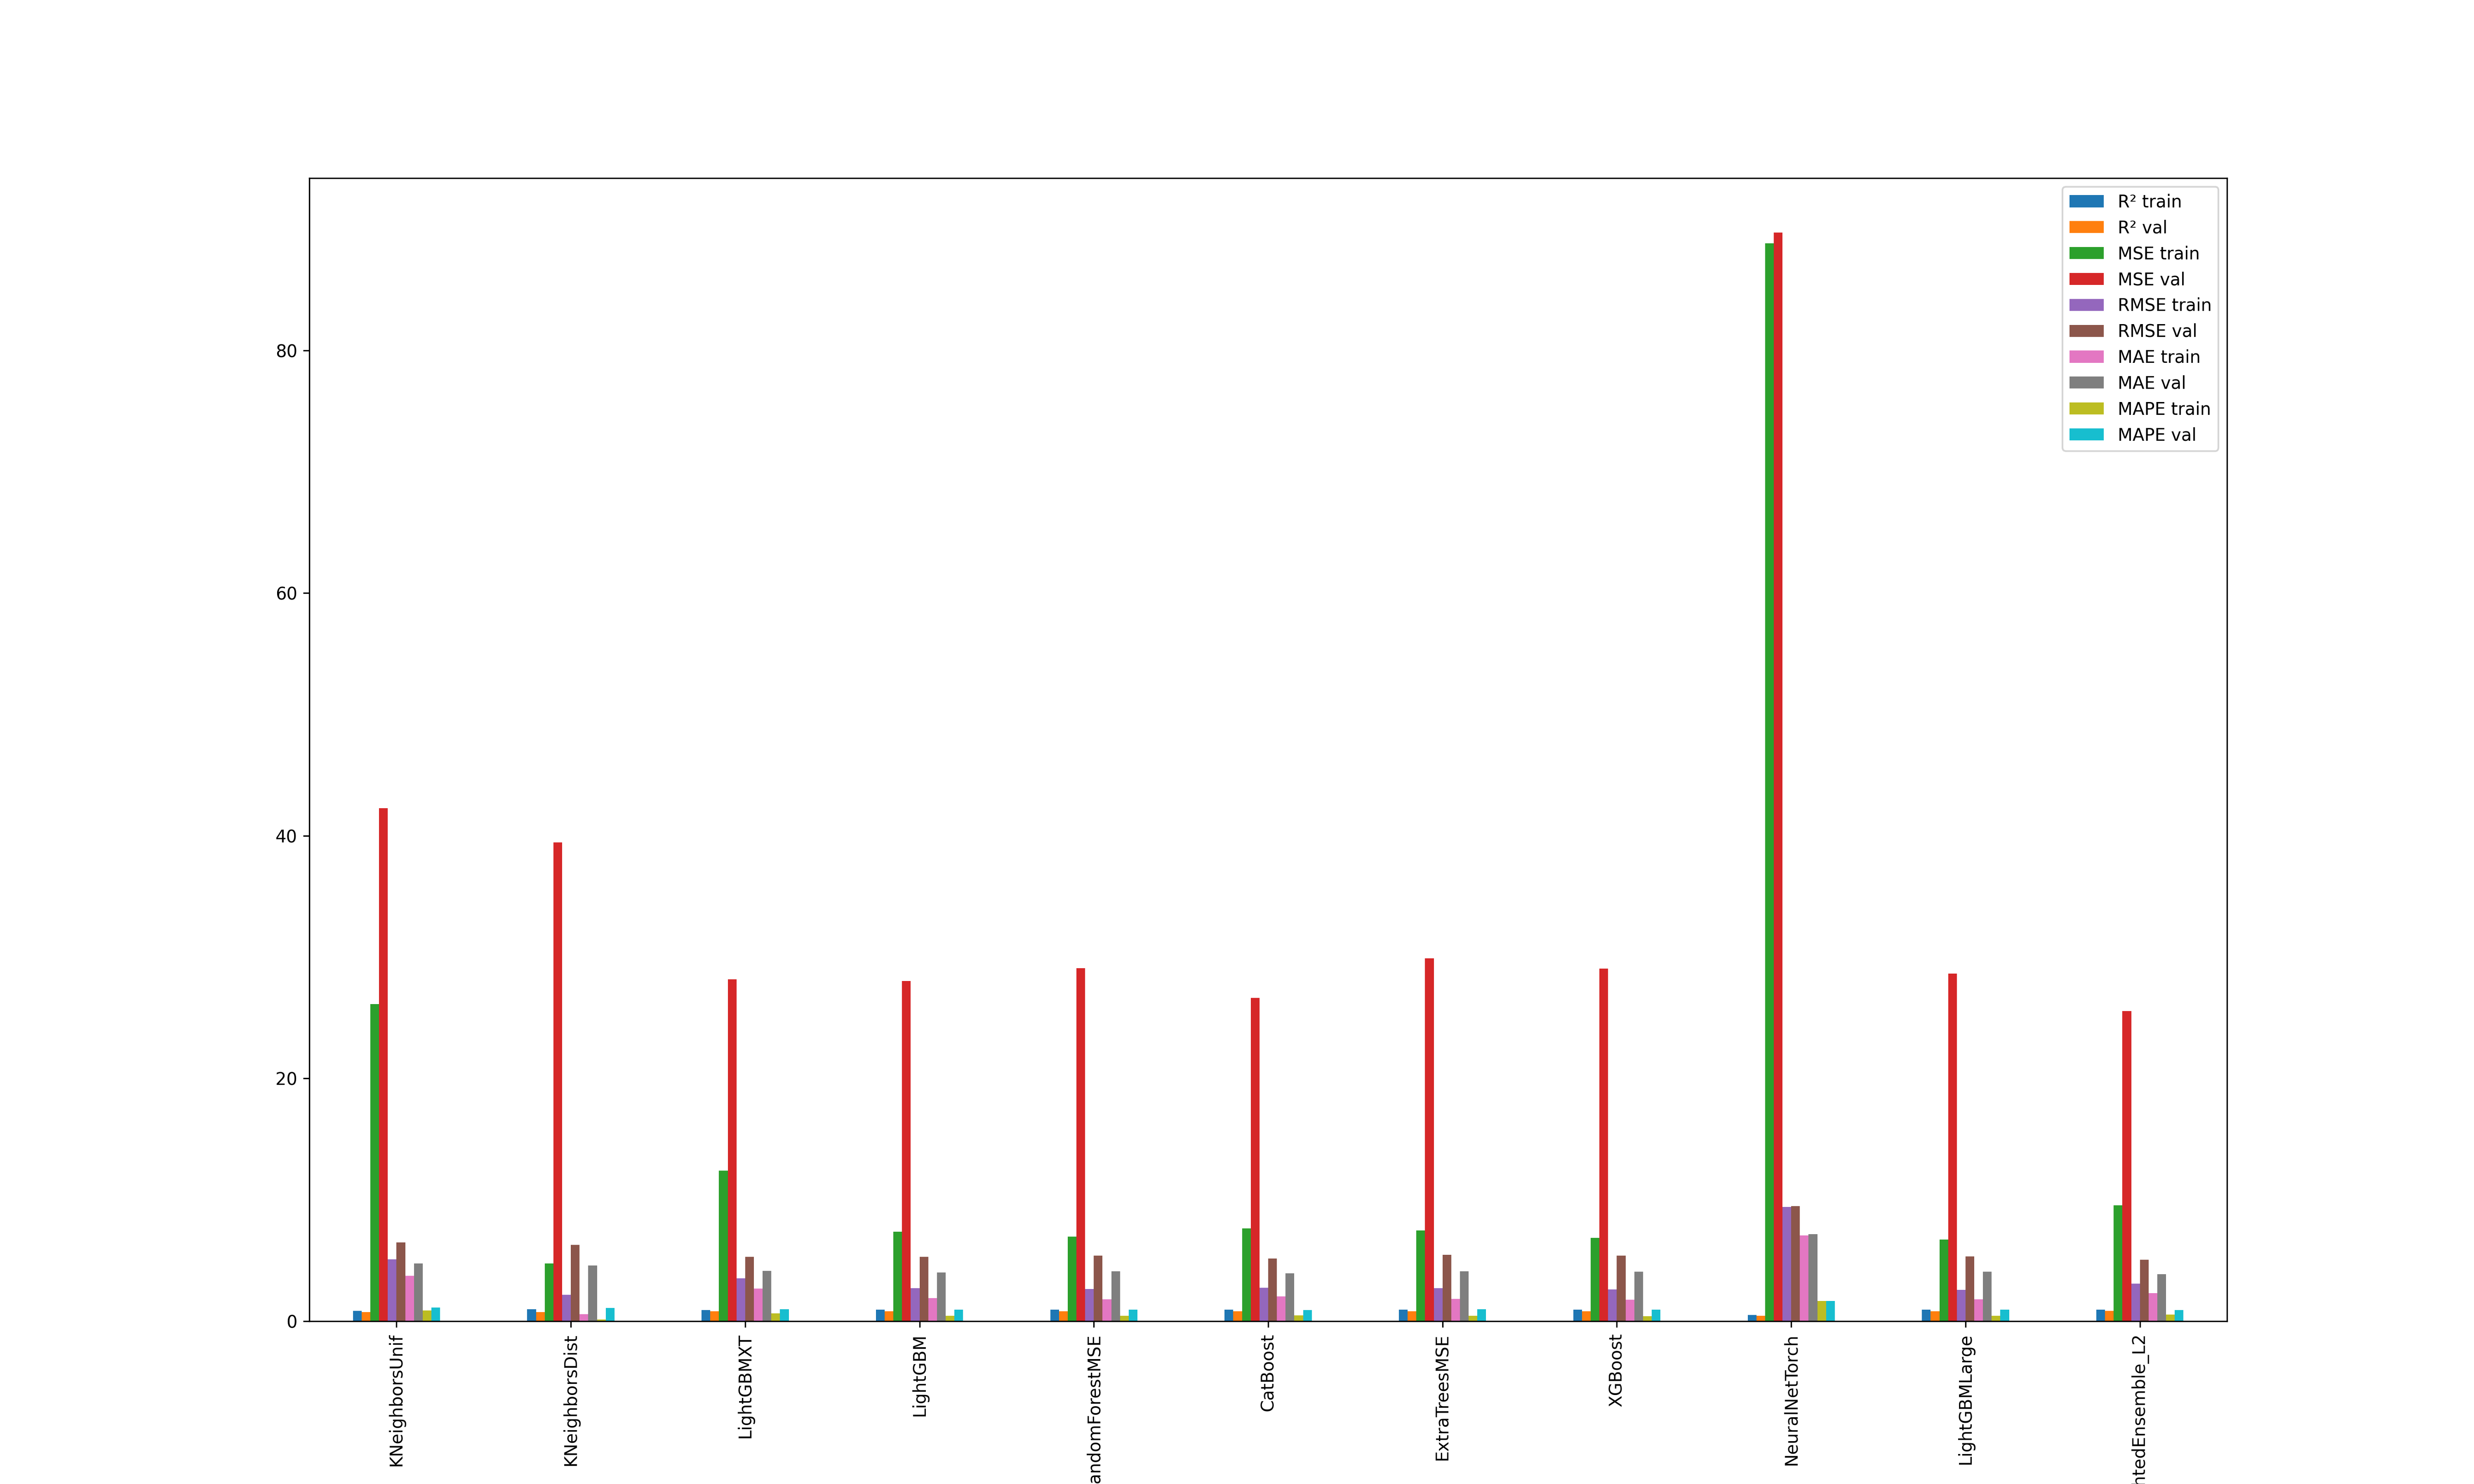 R² train
R² val
MSE train
MSE val
RMSE train
RMSE val
MAE train
MAE val
MAPE train
MAPE val
80
60
40
20
0
KNeighborsUnif
KNeighborsDist
LightGBMXT
LightGBM
andomForestMSE
CatBoost
ExtraTreesMSE
XGBoost
NeuralNetTorch
LightGBMLarge
ntedEnsemble_L2